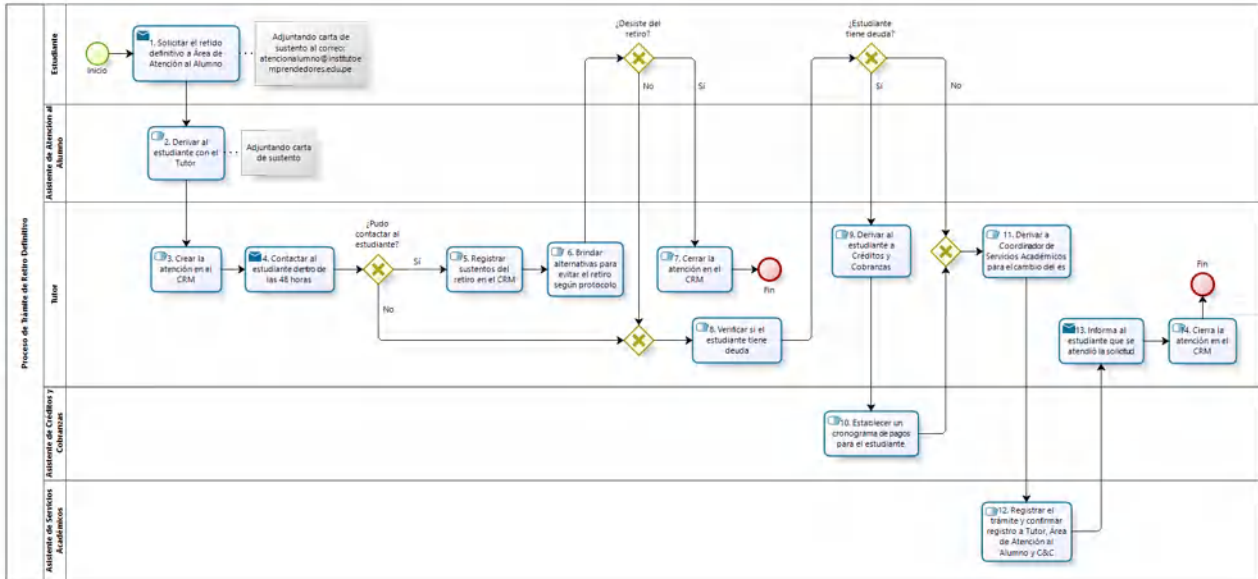 Proceso de Trámite de Retiro Definitivo
Estudiante
Inicio
1. Solicitar el retido
definitivo a Área de
Atención al Alumno
Adjuntando carta de
sustento al correo:
atencionalumno@institutoe
mprendedores.edu.pe
¿Desiste del
retiro?
No
Sí
¿Estudiante
tiene deuda?
Sí
No
Asistente de Atención al
Alumno
2. Derivar al
estudiante con el
Tutor
Adjuntando carta
de sustento
Tutor
3. Crear la
atención en el
CRM
4. Contactar al
estudiante dietro de
las 48 horas
¿Pudo
contactar al
estudiante?
Sí
No
5. Registrar
sustentos del
retiro en el CRM
6. Brindar
alternativas para
evitar el retiro
según protocolo
7. Cerrar la
atención en el
CRM
Fin
8. Verificar si el
estudiante tiene
deuda
9. Derivar al
estudiante a
Créditos y
Cobranzas
11. Derivar a
Coordinador de
Servicios Académicos
para el cambio del es
13. Informa al
estudiante que se
atendió la solicitud
14. Cierra la
atención en el
CRM
Fin
Asistente de Créditos y
Cobranzas
10. Establecer un
cronograma de pagos
para el estudiante
Asistente de Servicios
Académicos
12. Registrar el
trámite y confirmar
registro a Tutor, Área
de Atención al
Alumno y C&C